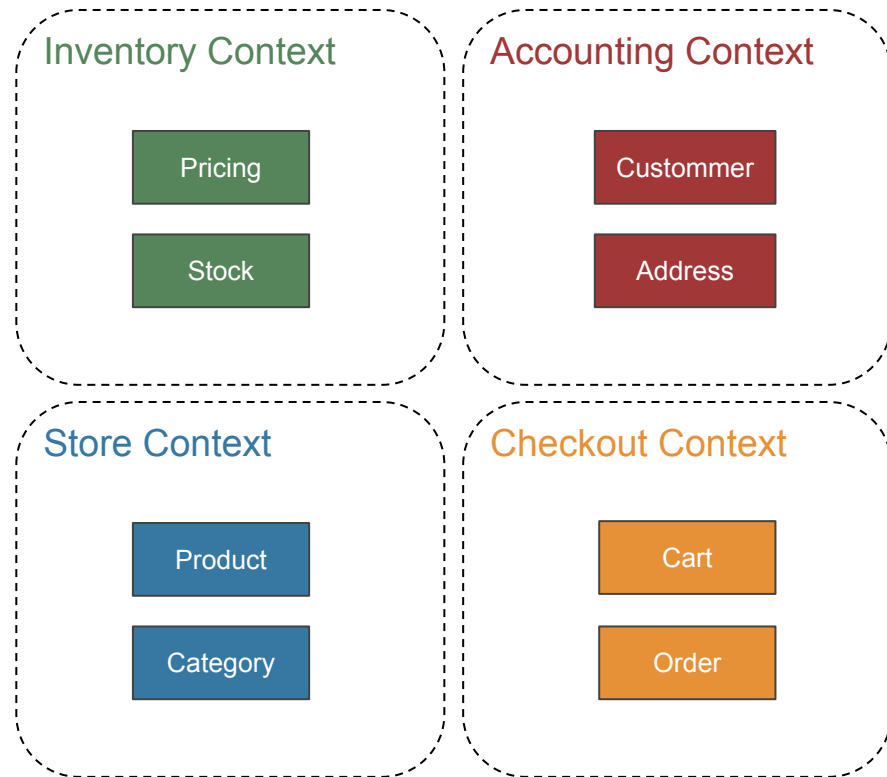 Inventory Context
Pricing
Stock
Accounting Context
Custommer
Address
Store Context
Product
Category
Checkout Context
Cart
Order